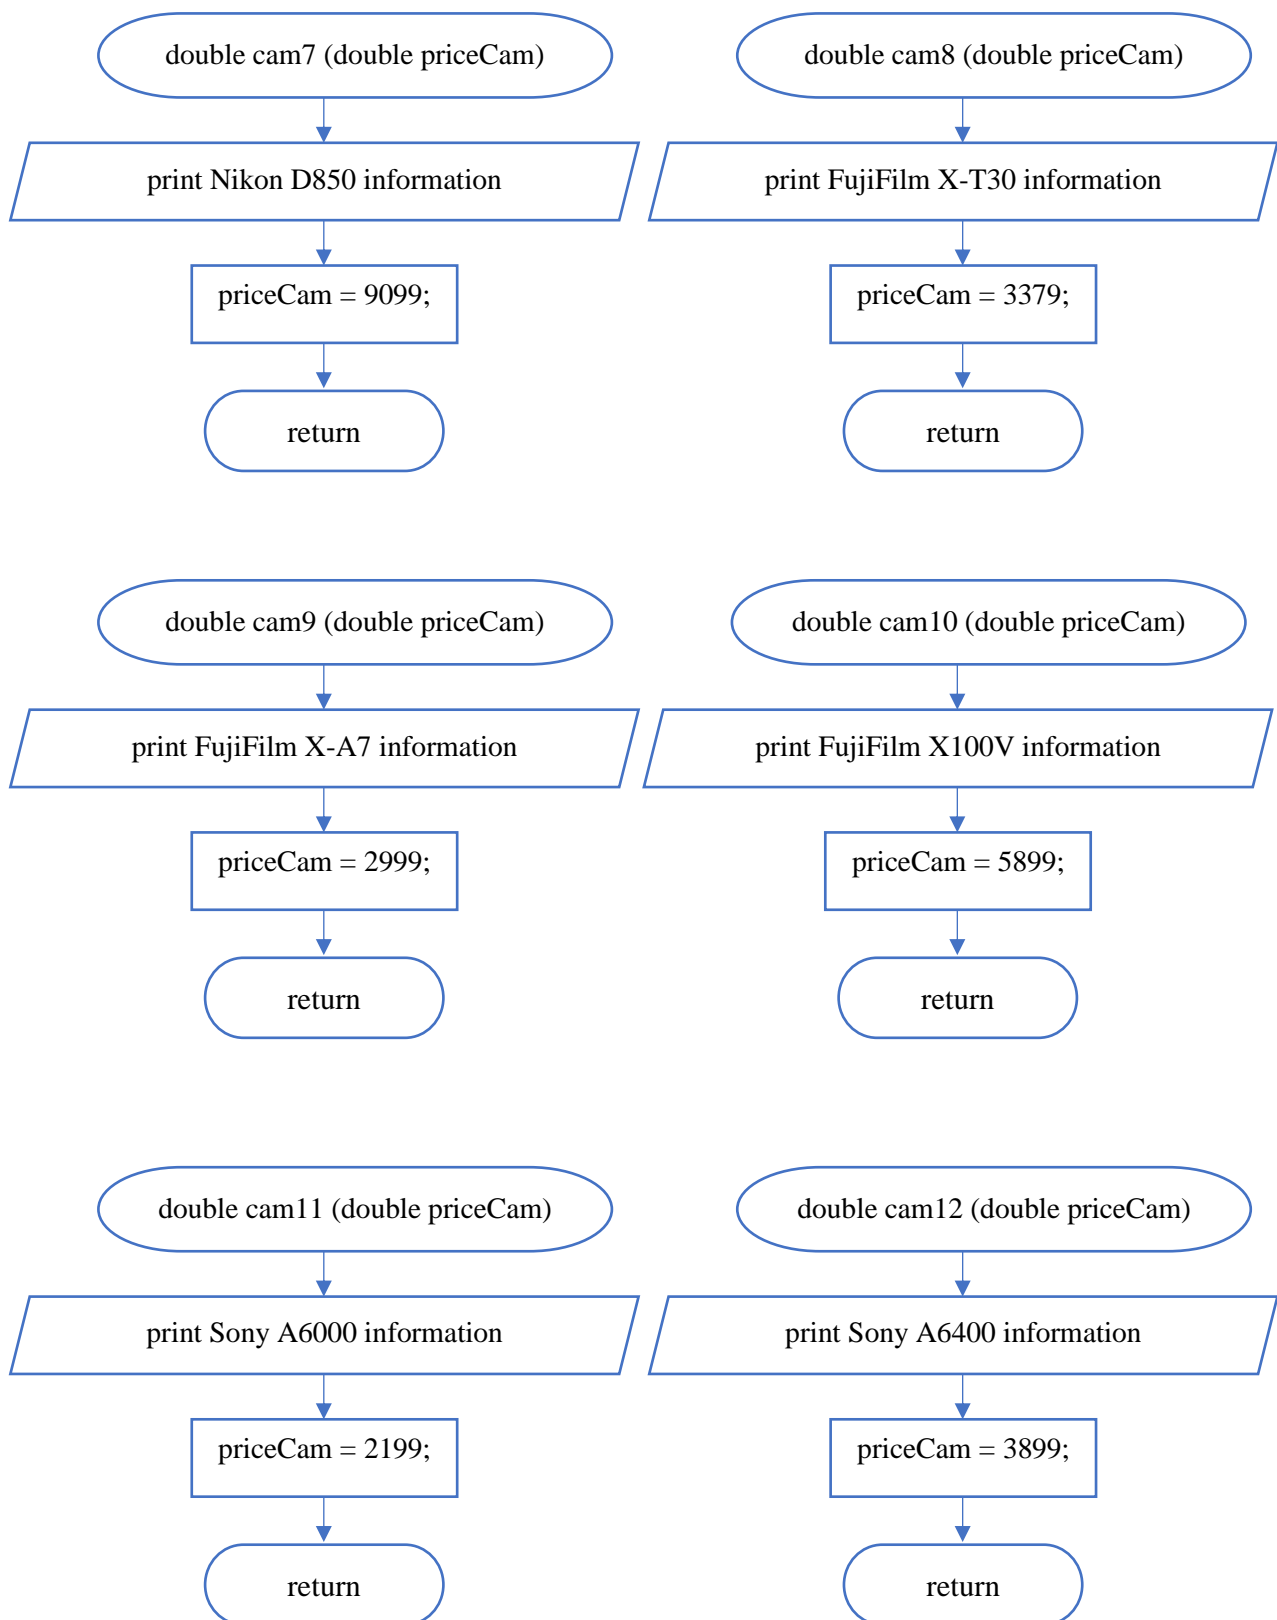 double cam7 (double priceCam)
print Nikon D850 information
priceCam = 9099;
return
double cam8 (double priceCam)
print FujiFilm X-T30 information
priceCam = 3379;
return
double cam9 (double priceCam)
print FujiFilm X-A7 information
priceCam = 2999;
return
double cam10 (double priceCam)
print FujiFilm X100V information
priceCam = 5899;
return
double cam11 (double priceCam)
print Sony A6000 information
priceCam = 2199;
return
double cam12 (double priceCam)
print Sony A6400 information
priceCam = 3899;
return